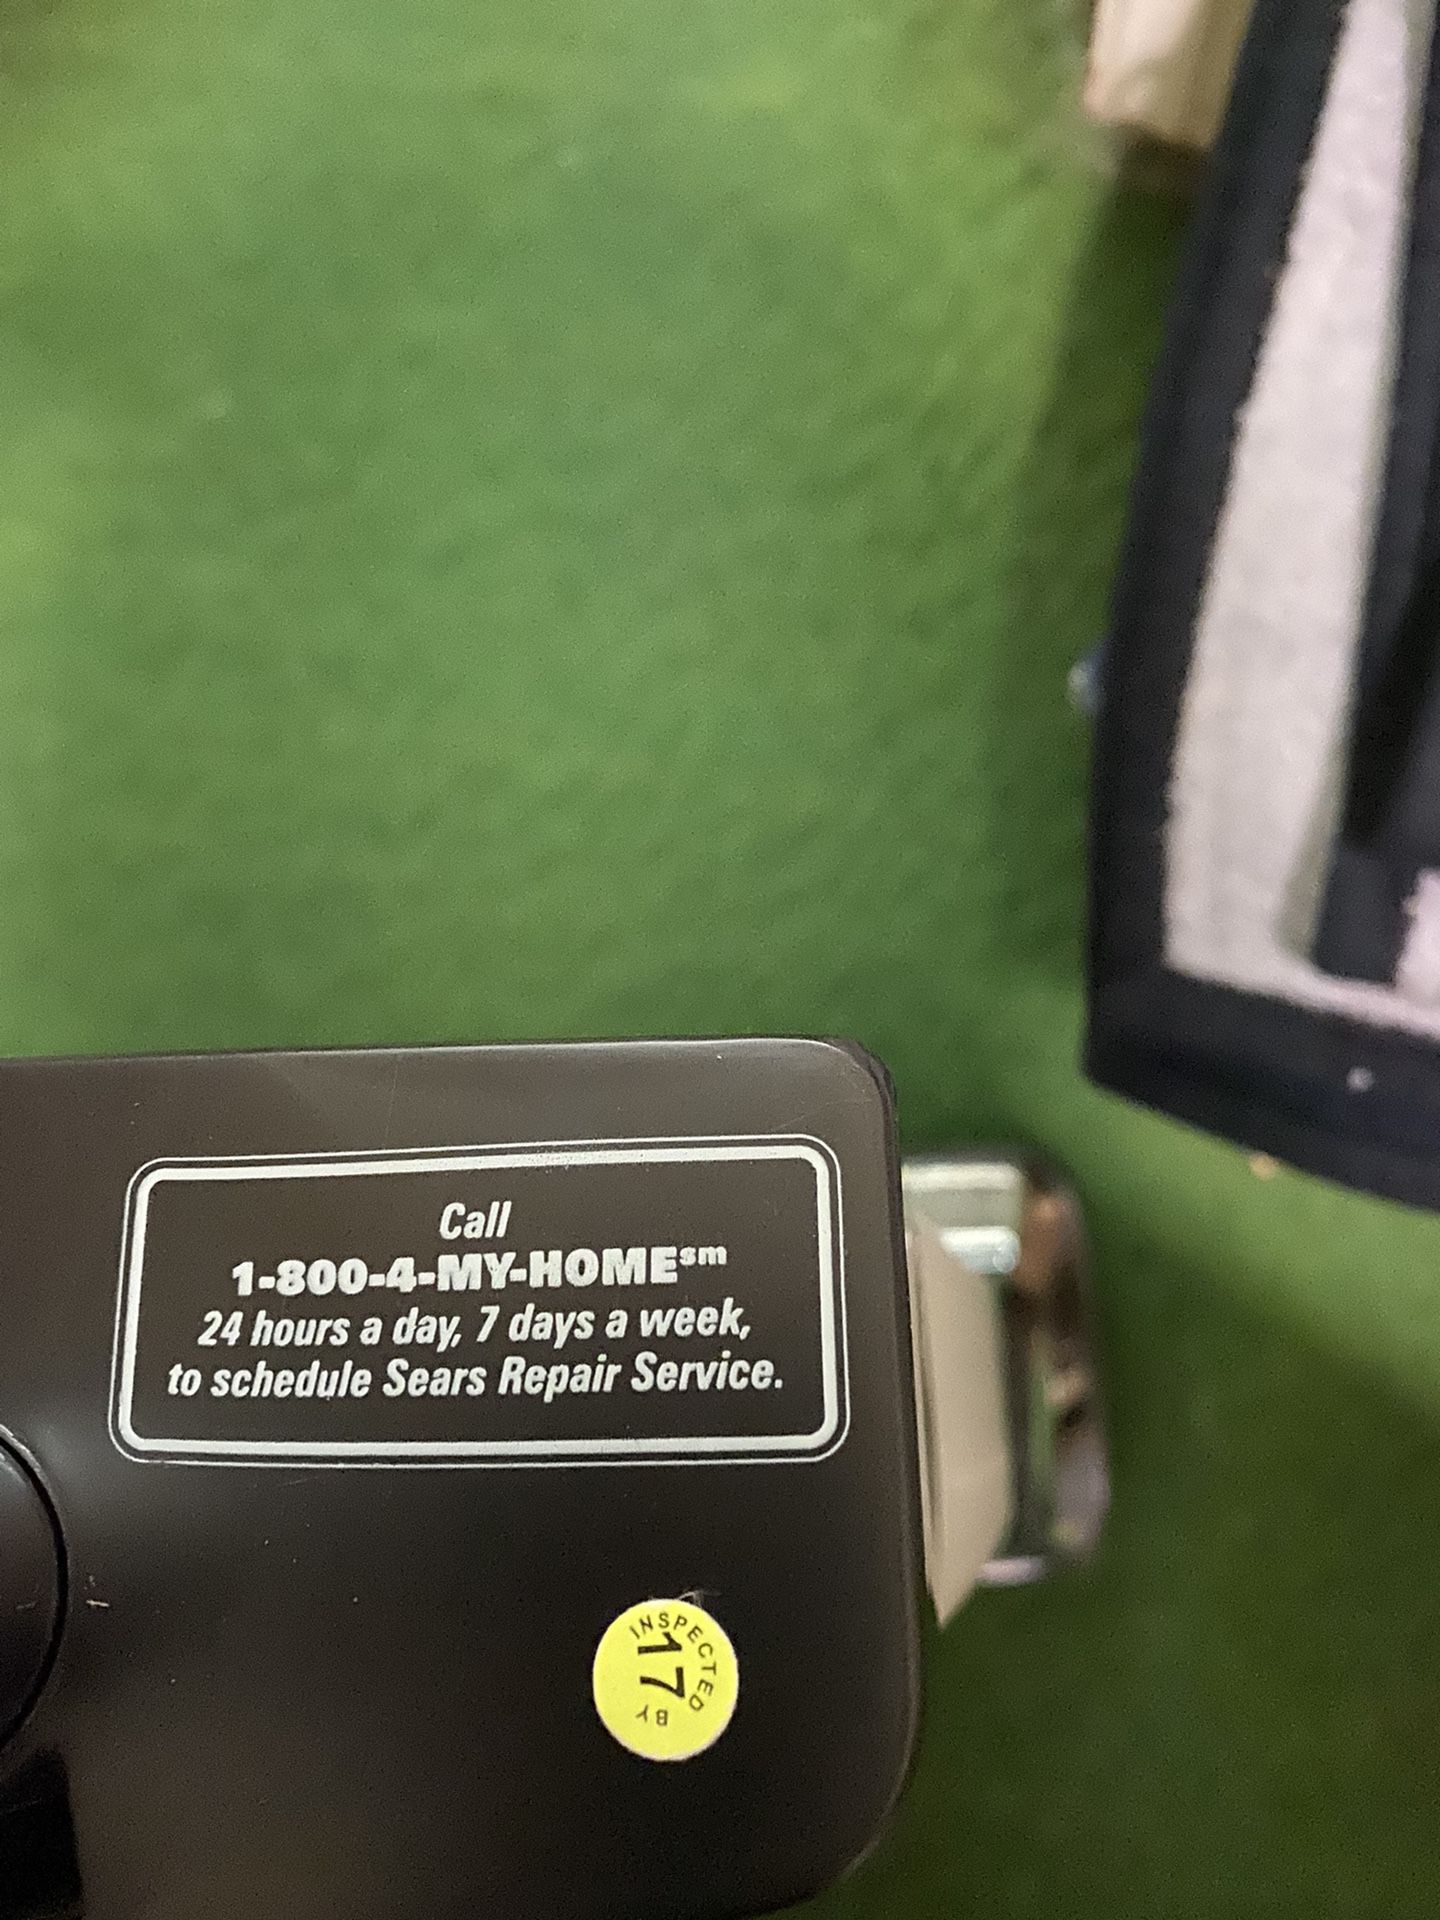 Call
1-800-4-MY-HOME℠
24 hours a day, 7 days a week,
to schedule Sears Repair Service.
INSPECTED
17
BY